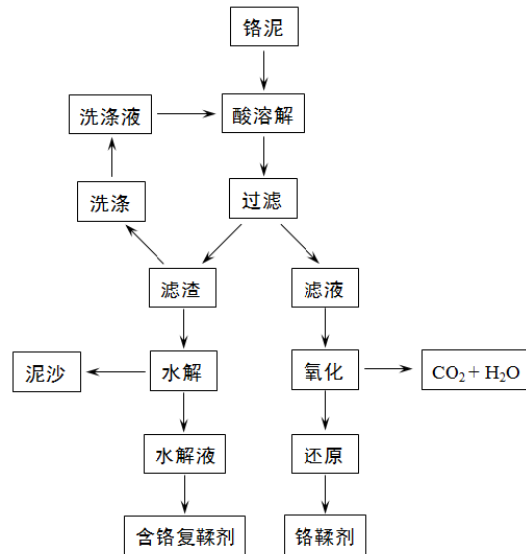 铬泥
洗涤液
酸溶解
洗涤
过滤
滤渣
滤液
泥沙
水解
氧化
CO₂ + H₂O
水解液
还原
含铬复鞣剂
铬鞣剂